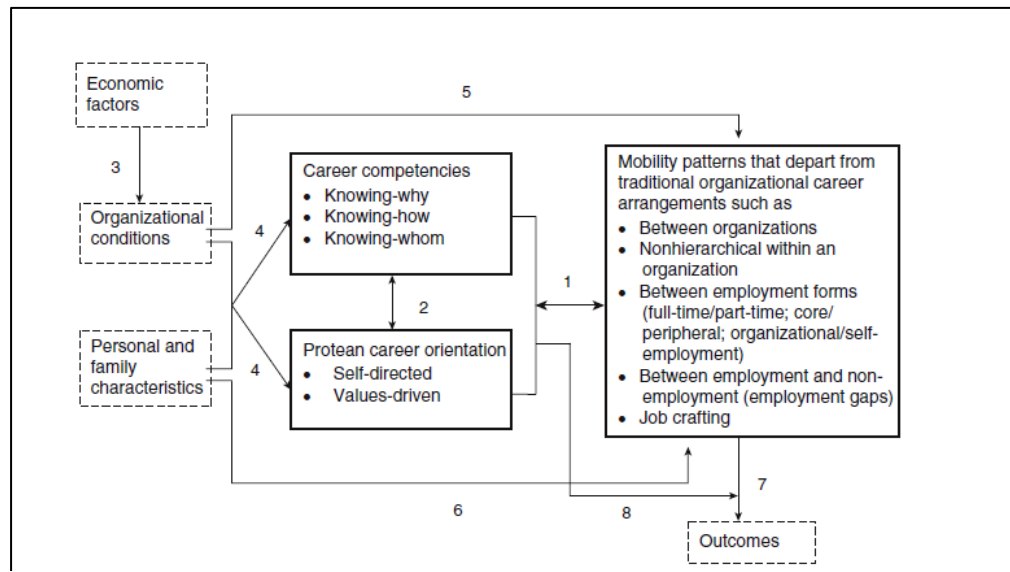 Economic
factors
3
Organizational
conditions
Personal and
family
characteristics
4
4
5
Career competencies
• Knowing-why
• Knowing-how
• Knowing-whom
2
Protean career orientation
• Self-directed
• Values-driven
1
6
8
Mobility patterns that depart from
traditional organizational career
arrangements such as
• Between organizations
• Nonhierarchical within an
organization
• Between employment forms
(full-time/part-time; core/
peripheral; organizational/self-
employment)
• Between employment and non-
employment (employment gaps)
• Job crafting
7
Outcomes